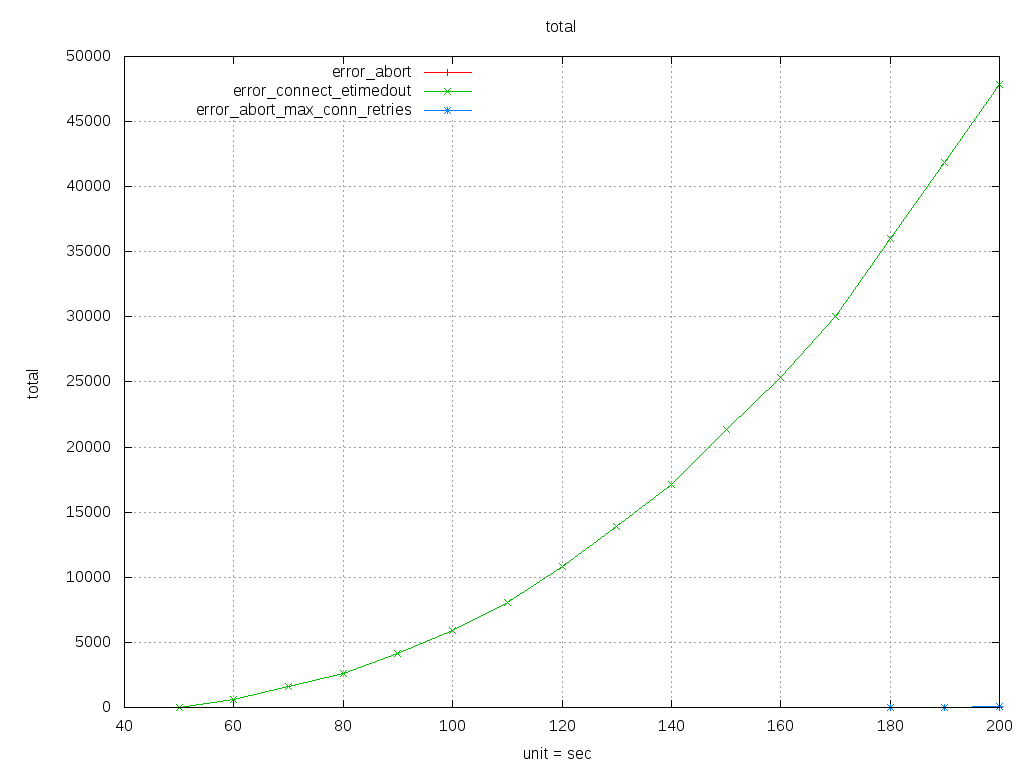 total
50000
45000
40000
35000
30000
25000
20000
15000
10000
5000
0
total
error_abort
error_connect_etimedout
error_abort_max_conn_retries
40 60 80 100 120 140 160 180 200
unit = sec